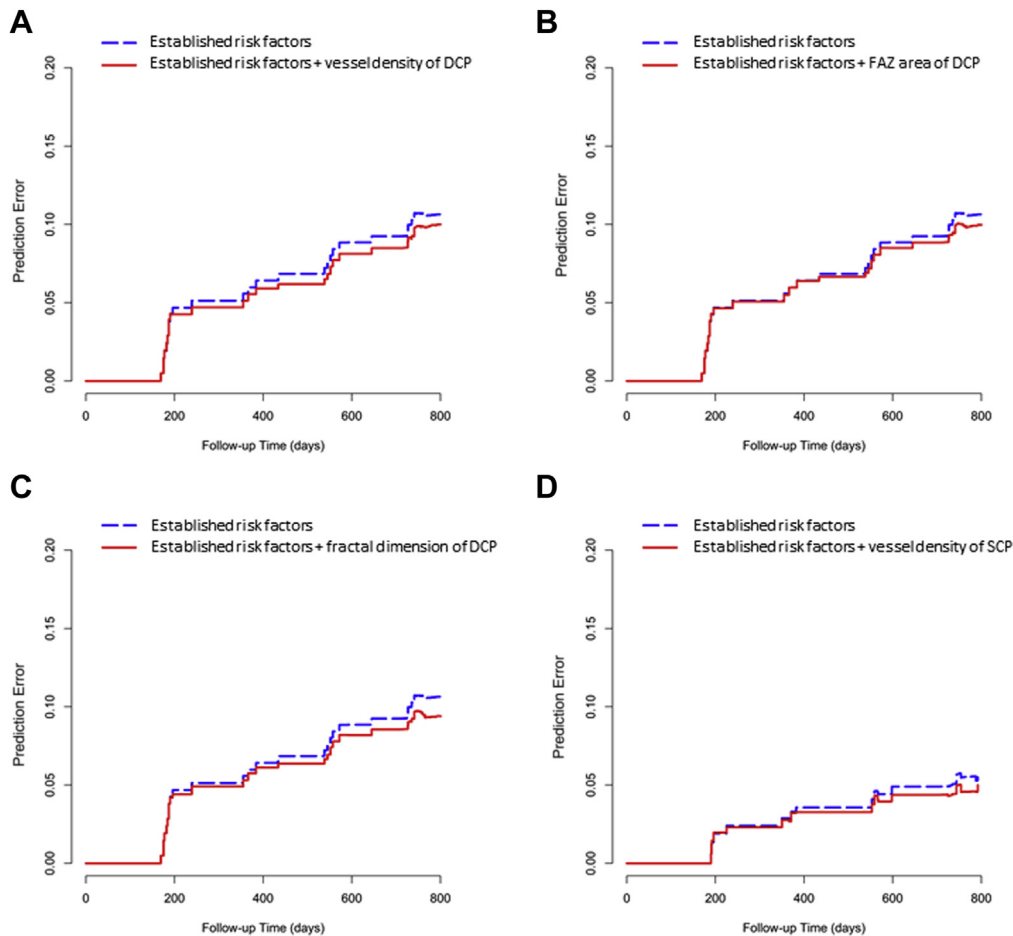 A
Established risk factors
Established risk factors + vessel density of DCP
0.20
0.15
0.10
0.05
0.00
Prediction Error
0 200 400 600 800
Follow-up Time (days)
B
Established risk factors
Established risk factors + FAZ area of DCP
0.20
0.15
0.10
0.05
0.00
Prediction Error
0 200 400 600 800
Follow-up Time (days)
C
Established risk factors
Established risk factors + fractal dimension of DCP
0.20
0.15
0.10
0.05
0.00
Prediction Error
0 200 400 600 800
Follow-up Time (days)
D
Established risk factors
Established risk factors + vessel density of SCP
0.20
0.15
0.10
0.05
0.00
Prediction Error
0 200 400 600 800
Follow-up Time (days)